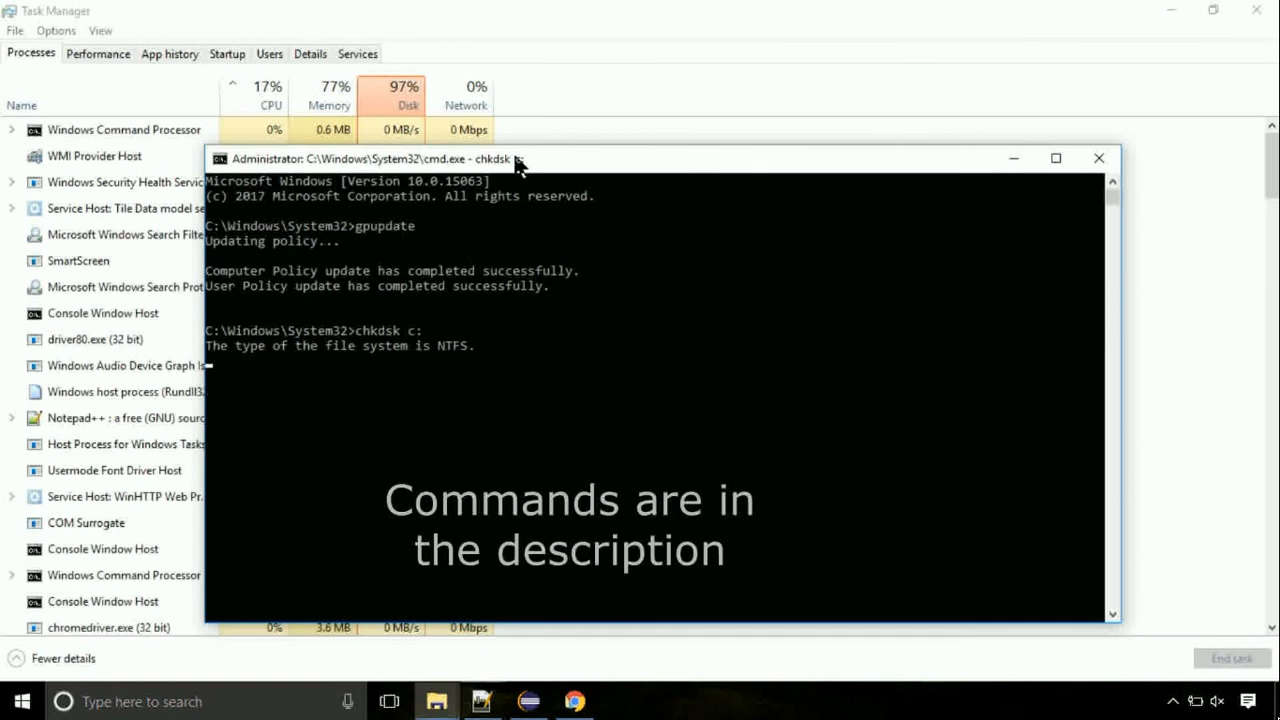 Task Manager
File Options View
Processes Performance App history Startup Users Details Services
17% 77% 97% 0%
Name CPU Memory Disk Network
Windows Command Processor 0% 0.6 MB 0 MB/s 0 Mbps
WMI Provider Host
Windows Security Health Servic
Service Host: Tile Data model se
Microsoft Windows Search Filte
SmartScreen
Microsoft Windows Search Prot
Console Window Host
driver80.exe (32 bit)
Windows Audio Device Graph Is
Windows host process (Rundll32
Notepad++ : a free (GNU) sourc
Host Process for Windows Tasks
Usermode Font Driver Host
Service Host: WinHTTP Web Pr.
COM Surrogate
Console Window Host
Windows Command Processor
Console Window Host
chromedriver.exe (32 bit) 0% 3.6 MB 0 MB/s 0 Mbps
Administrator: C:\Windows\System32\cmd.exe - chkdsk
Microsoft Windows [Version 10.0.15063]
(c) 2017 Microsoft Corporation. All rights reserved.
C:\Windows\System32>gpupdate
Updating policy...
Computer Policy update has completed successfully.
User Policy update has completed successfully.
C:\Windows\System32>chkdsk c:
The type of the file system is NTFS.
Commands are in
the description
Fewer details
End task
Type here to search